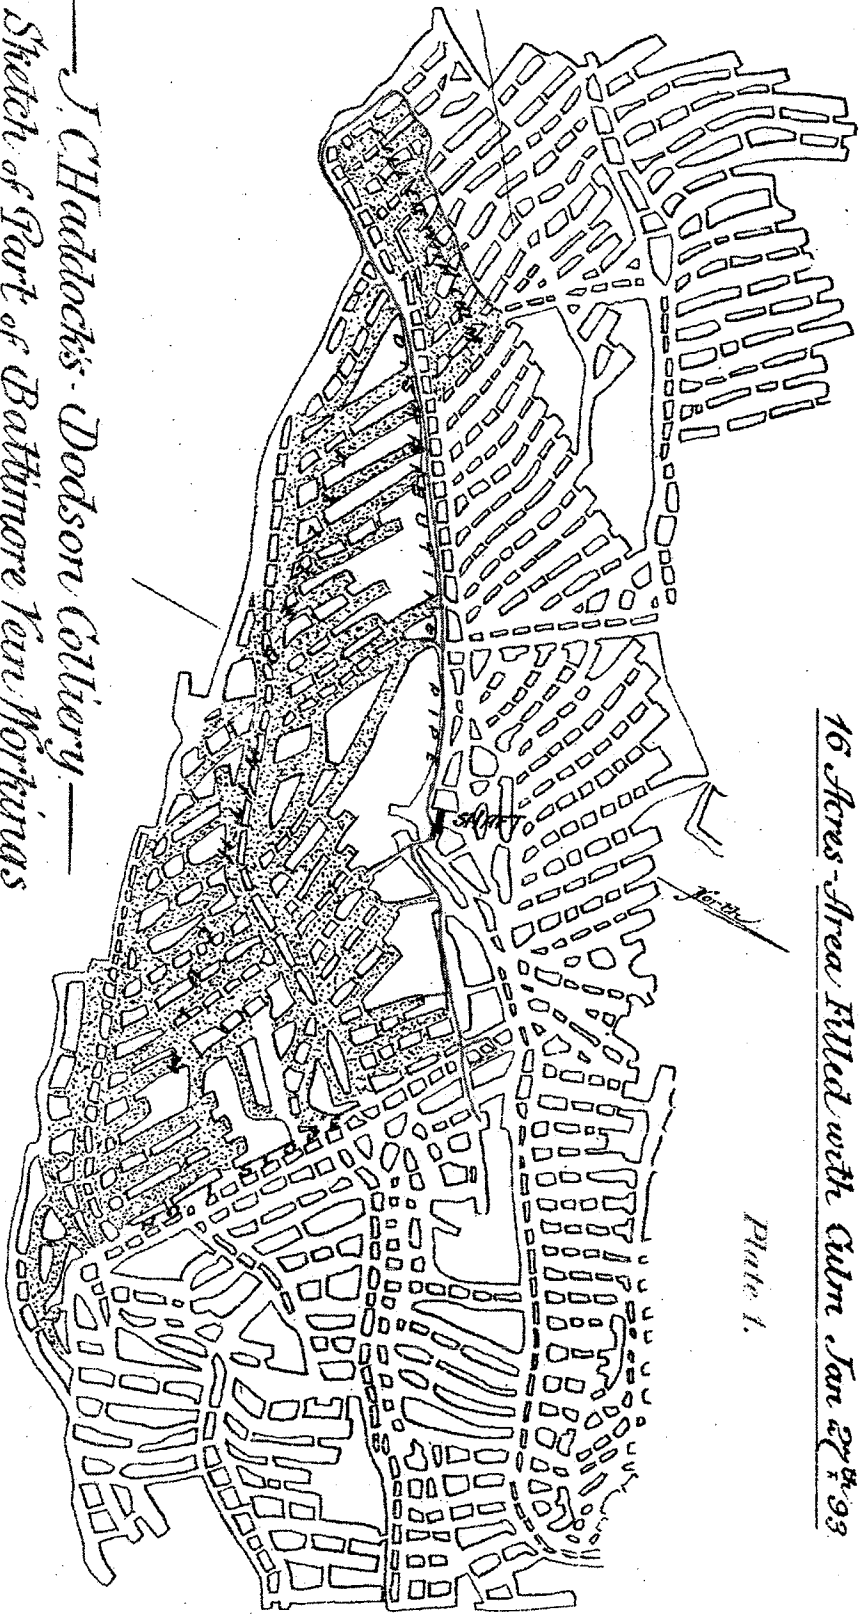 16 Acres-Area Filled with Culm Jan 27th 93
Plate 1.
North
SHAFT
DISTRIBUTING PIPE
J. C Haddock's - Dodson Colliery
Sketch of Part of Baltimore Vein Workings